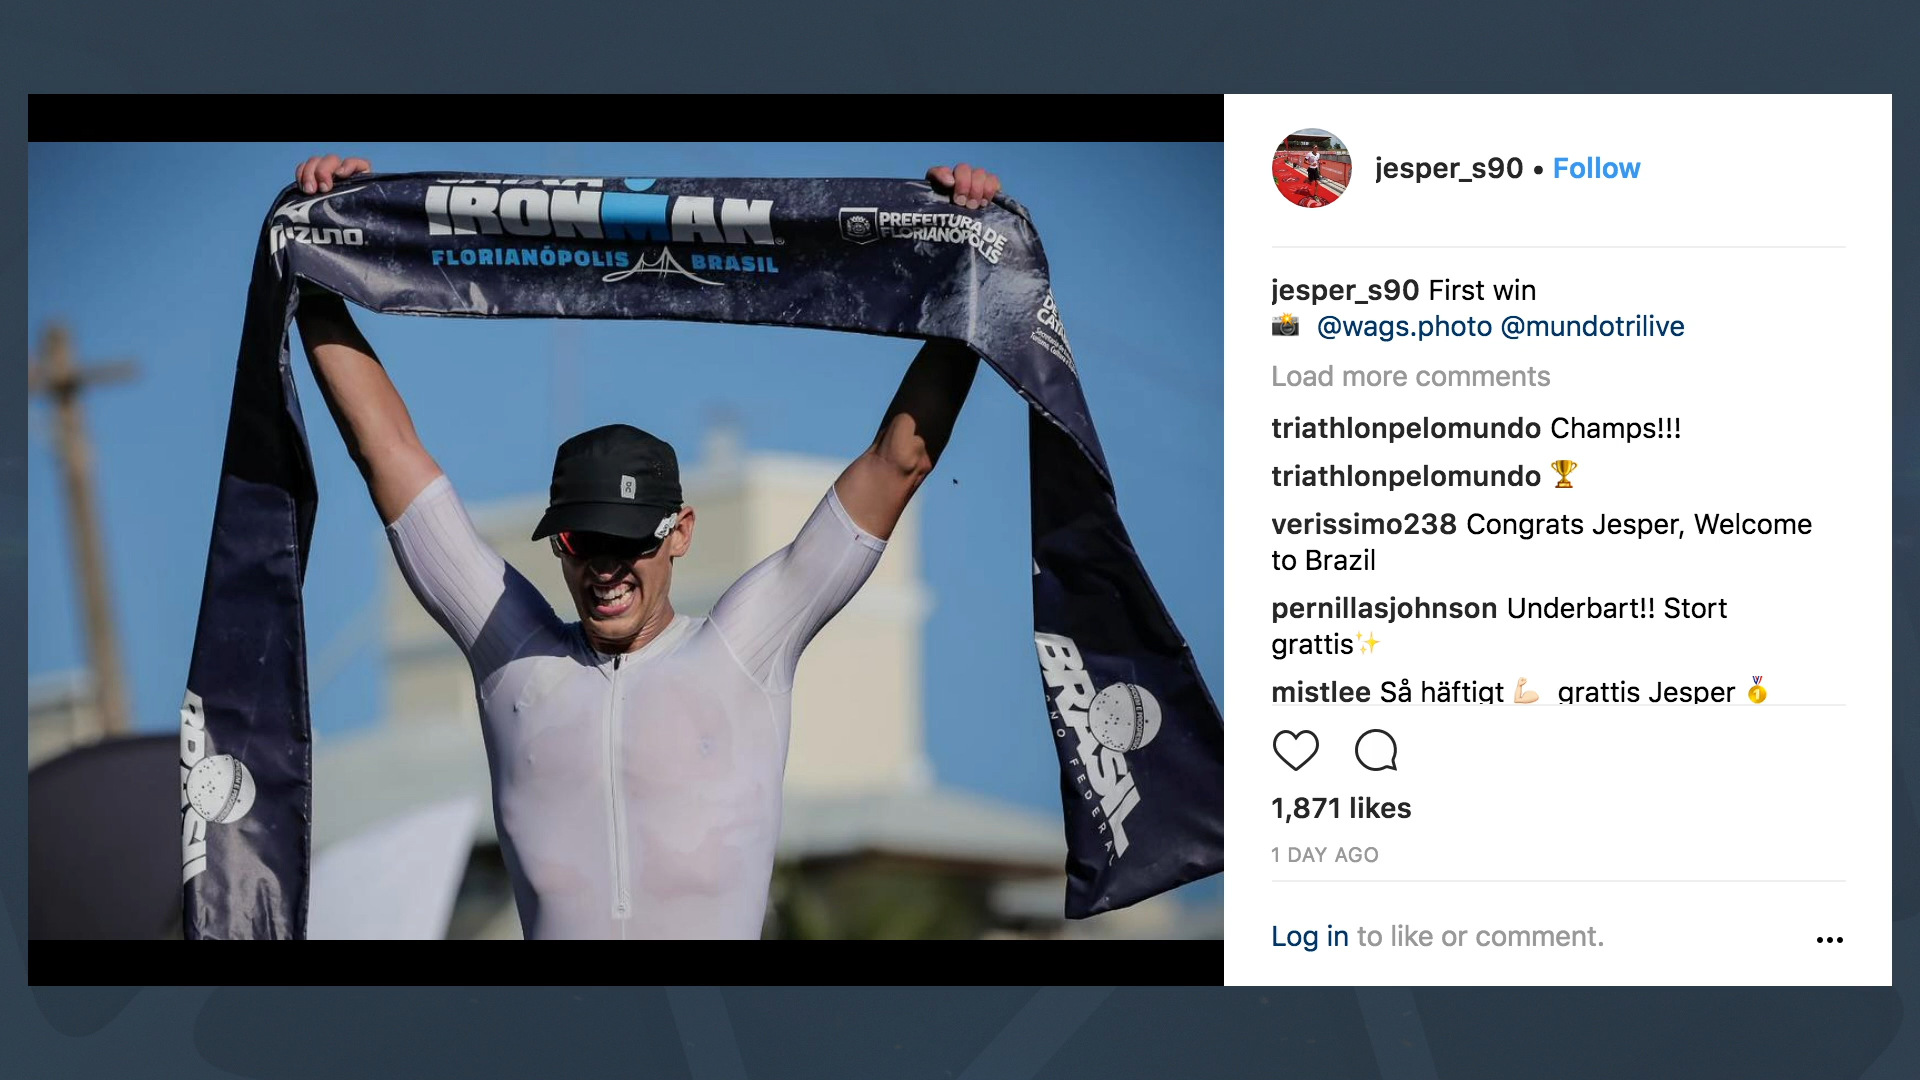 IRONMAN
MIZUNO
FLORIANÓPOLIS BRASIL
PREFEITURA DE
FLORIANÓPOLIS
BRASIL
BRASIL
jesper_s90 • Follow
jesper_s90 First win
@wags.photo @mundotrilive
Load more comments
triathlonpelomundo Champs!!!
triathlonpelomundo 🏆
verissimo238 Congrats Jesper, Welcome
to Brazil
pernillasjohnson Underbart!! Stort
grattis✨
mistlee Så häftigt 💪🏻 grattis Jesper 🏅
1,871 likes
1 DAY AGO
Log in to like or comment.